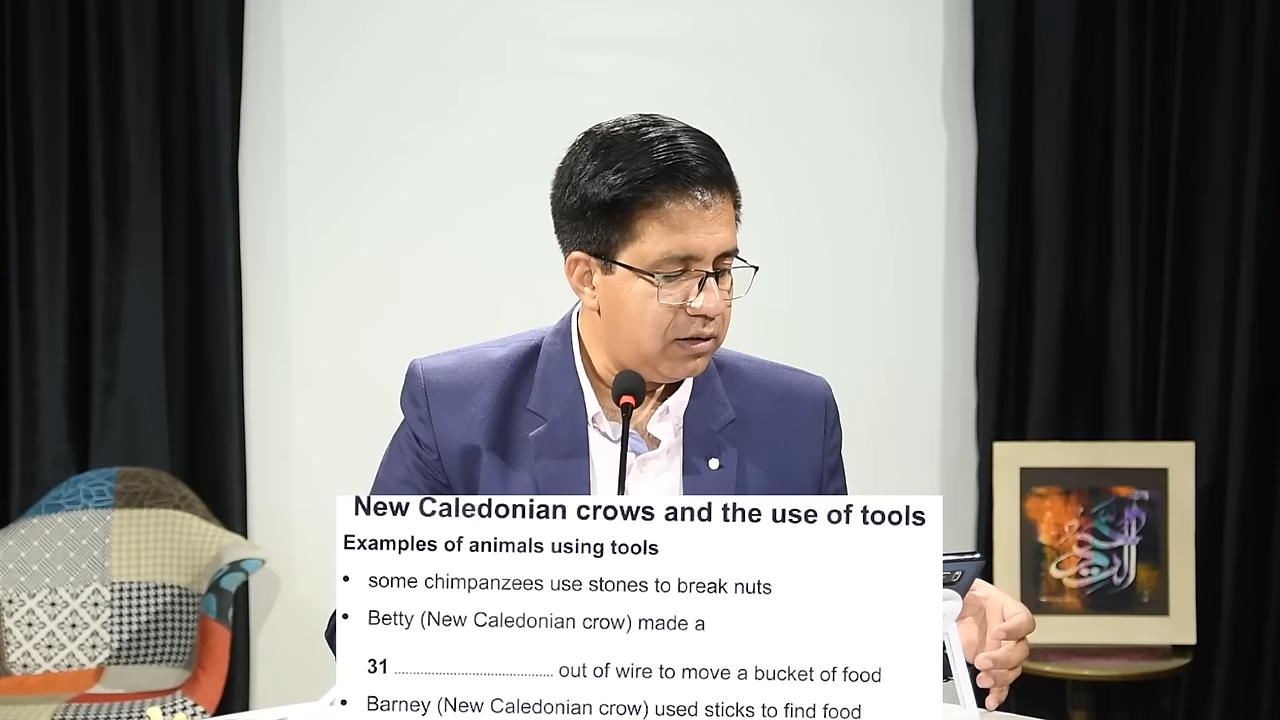 New Caledonian crows and the use of tools
Examples of animals using tools
• some chimpanzees use stones to break nuts
• Betty (New Caledonian crow) made a
31 ........................................ out of wire to move a bucket of food
• Barney (New Caledonian crow) used sticks to find food